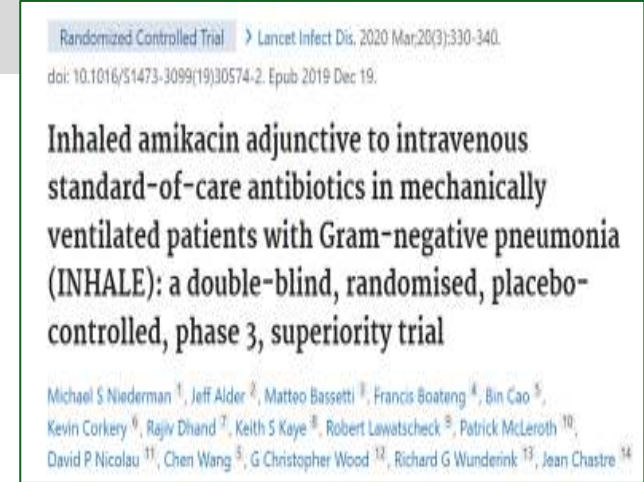 Randomized Controlled Trial > Lancet Infect Dis. 2020 Mar;20(3):330-340.
doi: 10.1016/S1473-3099(19)30574-2. Epub 2019 Dec 19.
Inhaled amikacin adjunctive to intravenous
standard-of-care antibiotics in mechanically
ventilated patients with Gram-negative pneumonia
(INHALE): a double-blind, randomised, placebo-
controlled, phase 3, superiority trial
Michael S Niederman 1, Jeff Alder 2, Matteo Bassetti 3, Francis Boateng 4, Bin Cao 5,
Kevin Corkery 6, Rajiv Dhand 7, Keith S Kaye 8, Robert Lawatscheck 9, Patrick McLeroth 10,
David P Nicolau 11, Chen Wang 5, G Christopher Wood 12, Richard G Wunderink 13, Jean Chastre 14